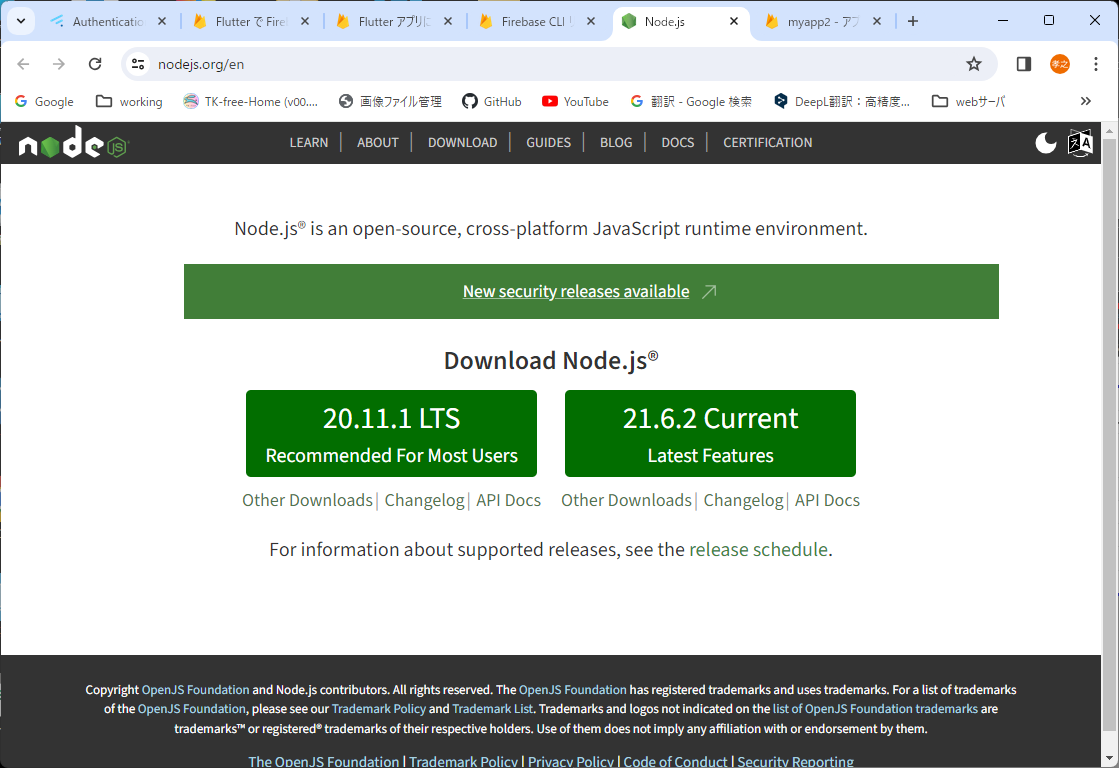 Authentication
Flutter で Fire
Flutter アプリに
Firebase CLI リ
Node.js
myapp2 - アプ
nodejs.org/en
孝之
Google
working
TK-free-Home (v00....
画像ファイル管理
GitHub
YouTube
翻訳 - Google 検索
DeepL翻訳：高精度...
webサーバ
node JS
LEARN
ABOUT
DOWNLOAD
GUIDES
BLOG
DOCS
CERTIFICATION
Node.js® is an open-source, cross-platform JavaScript runtime environment.
New security releases available
Download Node.js®
20.11.1 LTS
Recommended For Most Users
21.6.2 Current
Latest Features
Other Downloads | Changelog | API Docs
Other Downloads | Changelog | API Docs
For information about supported releases, see the release schedule.
Copyright OpenJS Foundation and Node.js contributors. All rights reserved. The OpenJS Foundation has registered trademarks and uses trademarks. For a list of trademarks
of the OpenJS Foundation, please see our Trademark Policy and Trademark List. Trademarks and logos not indicated on the list of OpenJS Foundation trademarks are
trademarks™ or registered® trademarks of their respective holders. Use of them does not imply any affiliation with or endorsement by them.
The OpenJS Foundation | Trademark Policy | Privacy Policy | Code of Conduct | Security Reporting